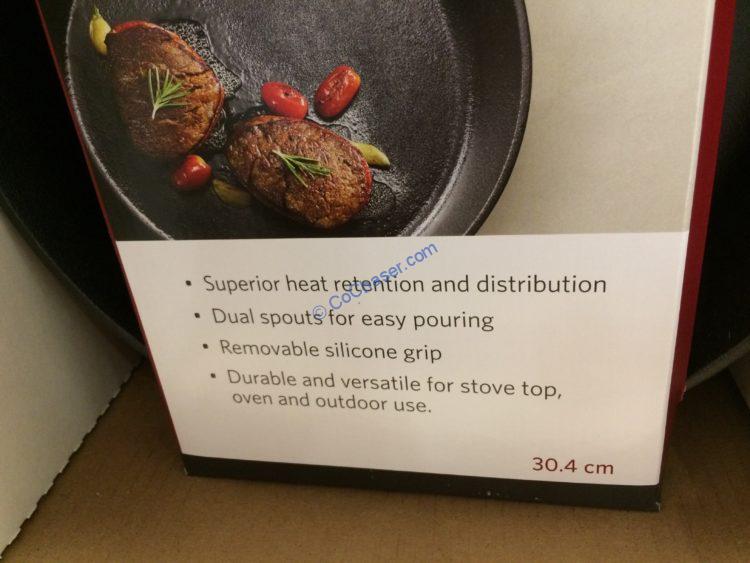 • Superior heat retention and distribution
• Dual spouts for easy pouring
• Removable silicone grip
• Durable and versatile for stove top,
oven and outdoor use.
30.4 cm
© CoChaser.com